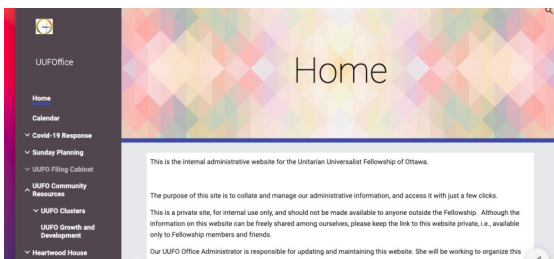 UUFOffice
Home
Calendar
Covid-19 Response
Sunday Planning
UUFO Filing Cabinet
UUFO Community
Resources
UUFO Clusters
UUFO Growth and
Development
Heartwood House
Home
This is the internal administrative website for the Unitarian Universalist Fellowship of Ottawa.
The purpose of this site is to collate and manage our administrative information, and access it with just a few clicks.
This is a private site, for internal use only, and should not be made available to anyone outside the Fellowship. Although the
information on this website can be freely shared among ourselves, please keep the link to this website private, i.e., available
only to Fellowship members and friends.
Our UUFO Office Administrator is responsible for updating and maintaining this website. She will be working to organize this